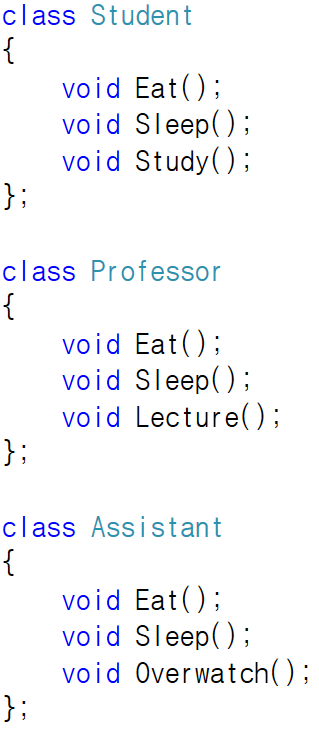 class Student
{
    void Eat();
    void Sleep();
    void Study();
};

class Professor
{
    void Eat();
    void Sleep();
    void Lecture();
};

class Assistant
{
    void Eat();
    void Sleep();
    void Overwatch();
};